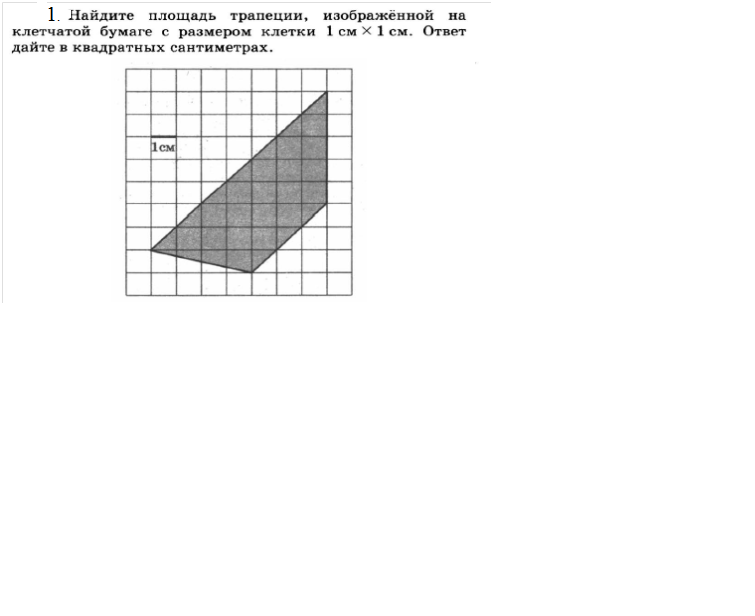 1. Найдите площадь трапеции, изображённой на
клетчатой бумаге с размером клетки 1 см × 1 см. Ответ
дайте в квадратных сантиметрах.
1см